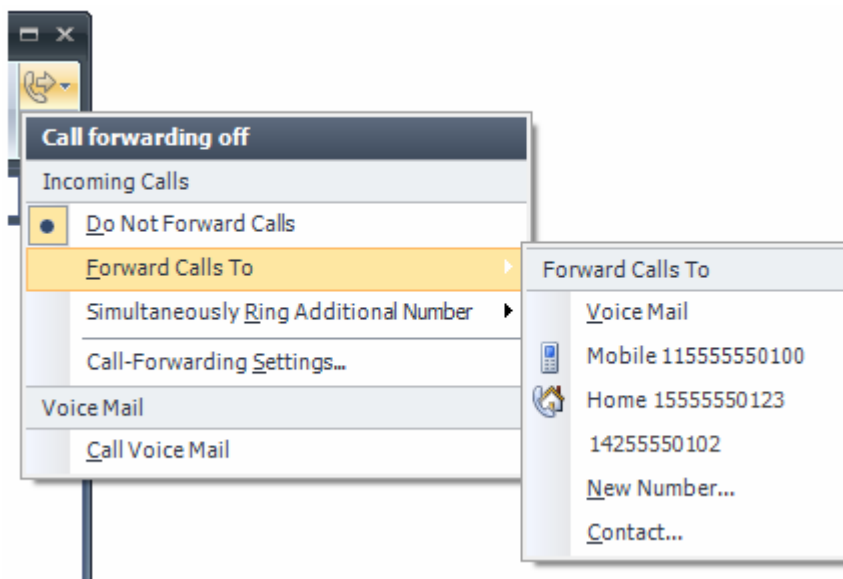 Call forwarding off
Incoming Calls
Do Not Forward Calls
Forward Calls To
Simultaneously Ring Additional Number
Call-Forwarding Settings...
Voice Mail
Call Voice Mail
Forward Calls To
Voice Mail
Mobile 115555550100
Home 15555550123
14255550102
New Number...
Contact...